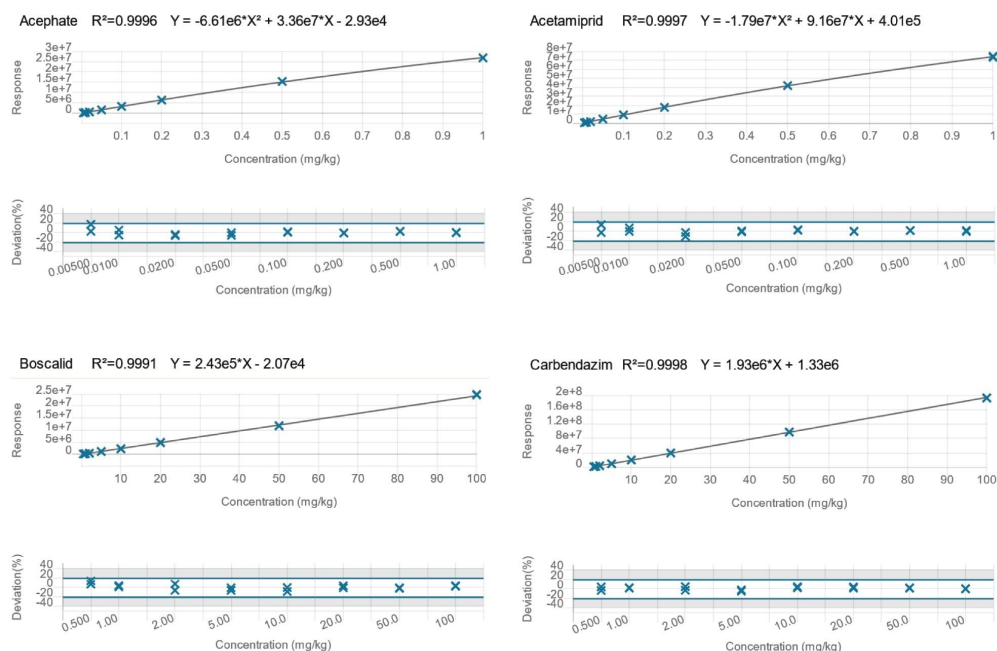 Acephate R²=0.9996 Y = -6.61e6*X² + 3.36e7*X - 2.93e4
Response
3e+7
2.5e+7
2e+7
1.5e+7
1e+7
5e+6
0
0.1 0.2 0.3 0.4 0.5 0.6 0.7 0.8 0.9 1
Concentration (mg/kg)
Deviation(%)
40
20
0
-20
-40
0.00500 0.0100 0.0200 0.0500 0.100 0.200 0.500 1.00
Concentration (mg/kg)
Acetamiprid R²=0.9997 Y = -1.79e7*X² + 9.16e7*X + 4.01e5
Response
8e+7
7e+7
6e+7
5e+7
4e+7
3e+7
2e+7
1e+7
0
0.1 0.2 0.3 0.4 0.5 0.6 0.7 0.8 0.9 1
Concentration (mg/kg)
Deviation(%)
40
20
0
-20
-40
0.00500 0.0100 0.0200 0.0500 0.100 0.200 0.500 1.00
Concentration (mg/kg)
Boscalid R²=0.9991 Y = 2.43e5*X - 2.07e4
Response
2.5e+7
2e+7
1.5e+7
1e+7
5e+6
0
10 20 30 40 50 60 70 80 90 100
Concentration (mg/kg)
Deviation(%)
40
20
0
-20
-40
0.500 1.00 2.00 5.00 10.0 20.0 50.0 100
Concentration (mg/kg)
Carbendazim R²=0.9998 Y = 1.93e6*X + 1.33e6
Response
2e+8
1.6e+8
1.2e+8
8e+7
4e+7
0
10 20 30 40 50 60 70 80 90 100
Concentration (mg/kg)
Deviation(%)
40
20
0
-20
-40
0.500 1.00 2.00 5.00 10.0 20.0 50.0 100
Concentration (mg/kg)